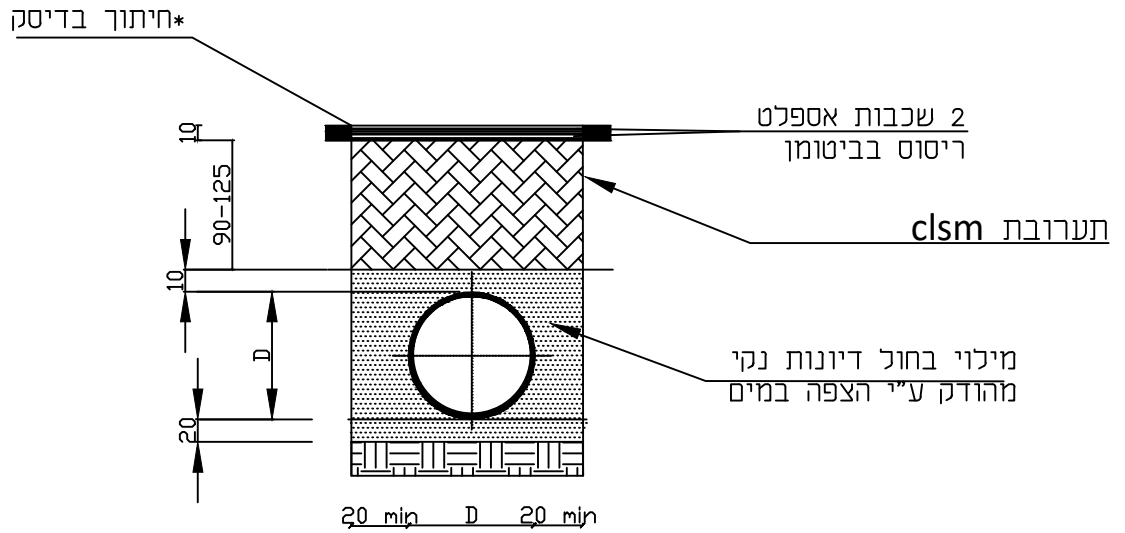 *חיתוך בדיסק
2 שכבות אספלט
ריסוס בביטומן
תערובת clsm
מילוי בחול דיונות נקי
מהודק ע"י הצפה במים
10
90-125
10
D
20
20 min D 20 min